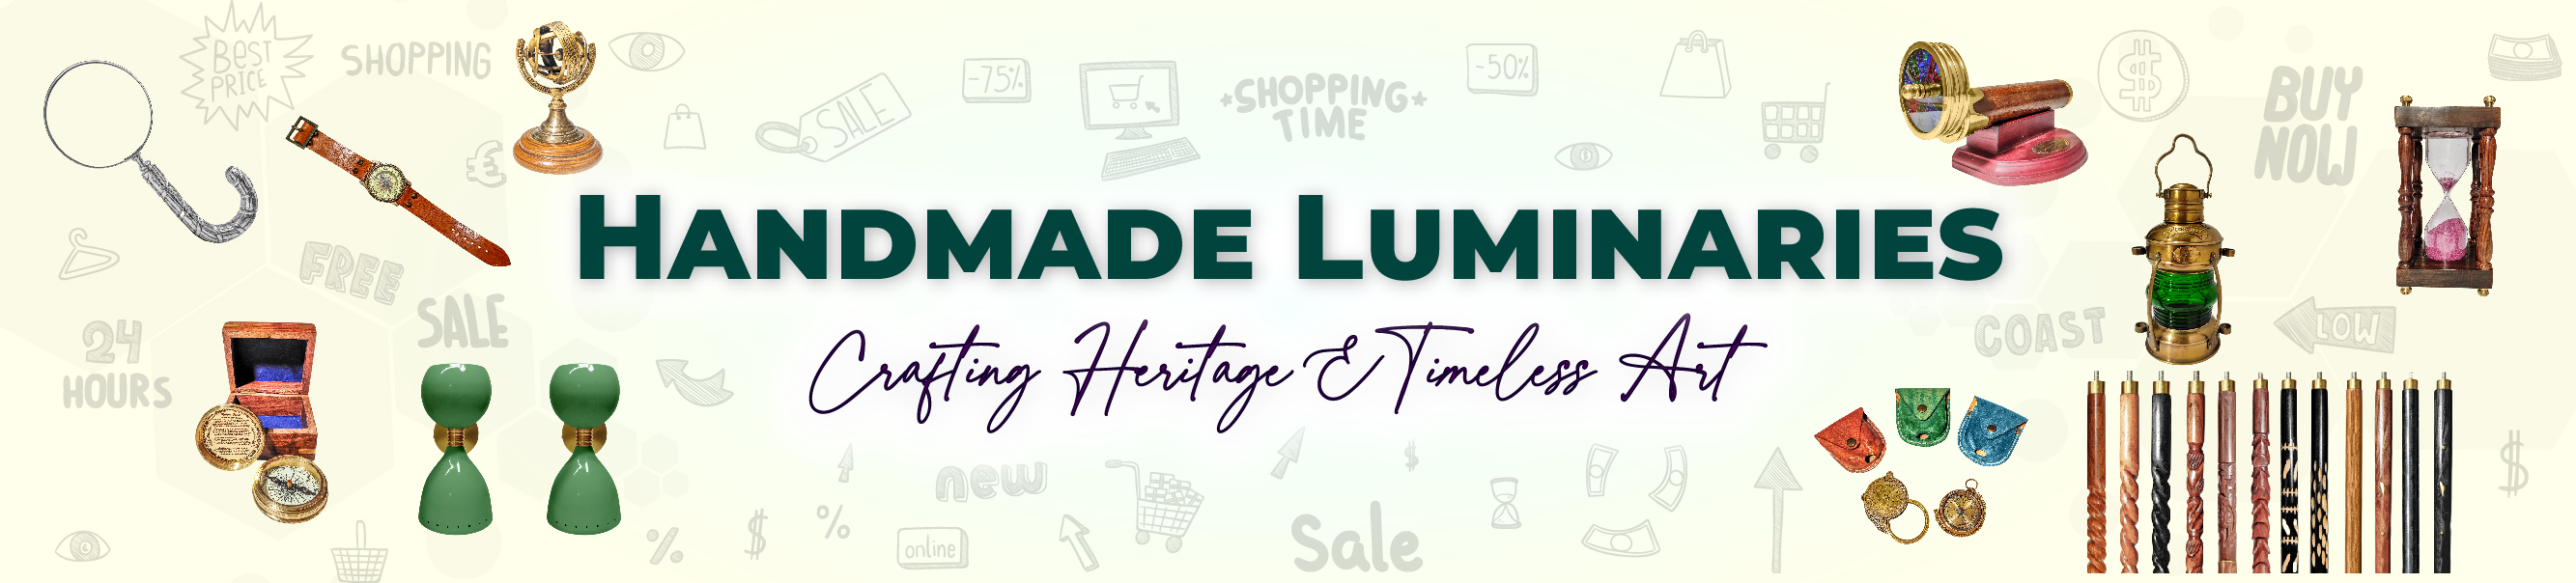 BEST
PRICE
SHOPPING
SALE
-75%
*SHOPPING*
TIME
-50%
BUY
NOW
HANDMADE LUMINARIES
Crafting Heritage & Timeless Art
FREE
SALE
24
HOURS
COAST
LOW
new
online
Sale